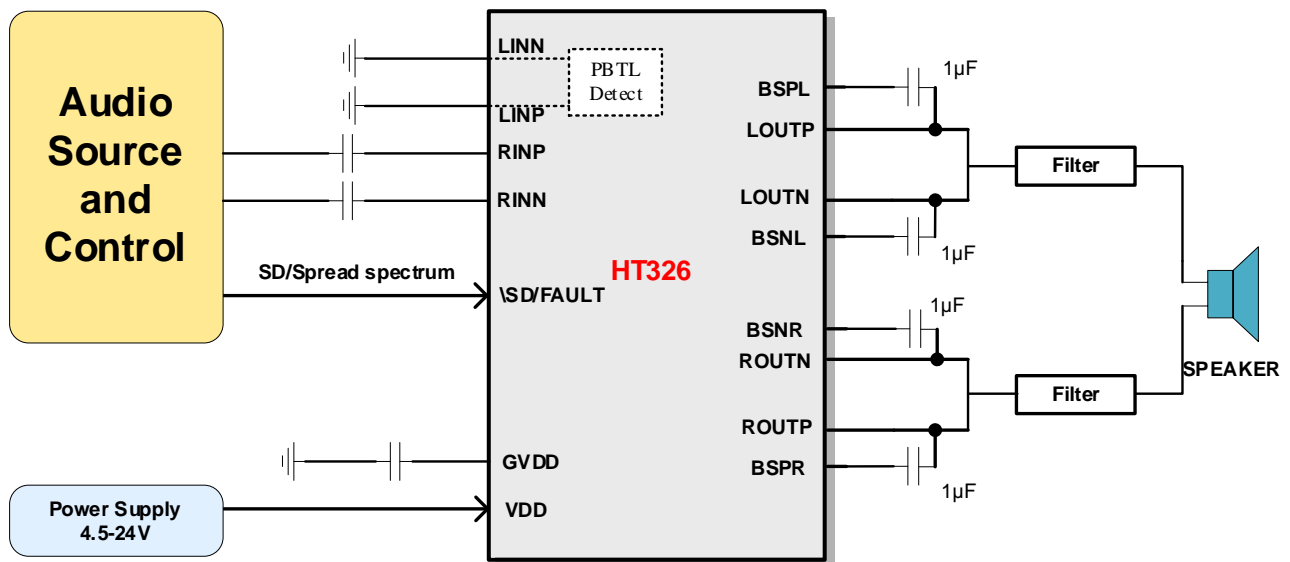 Audio
Source
and
Control
LINN
LINP
PBTL
Detect
RINP
RINN
SD/Spread spectrum
\SD/FAULT
HT326
GVDD
VDD
Power Supply
4.5-24V
BSPL
1µF
LOUTP
LOUTN
BSNL
1µF
Filter
BSNR
1µF
ROUTN
ROUTP
BSPR
1µF
Filter
SPEAKER